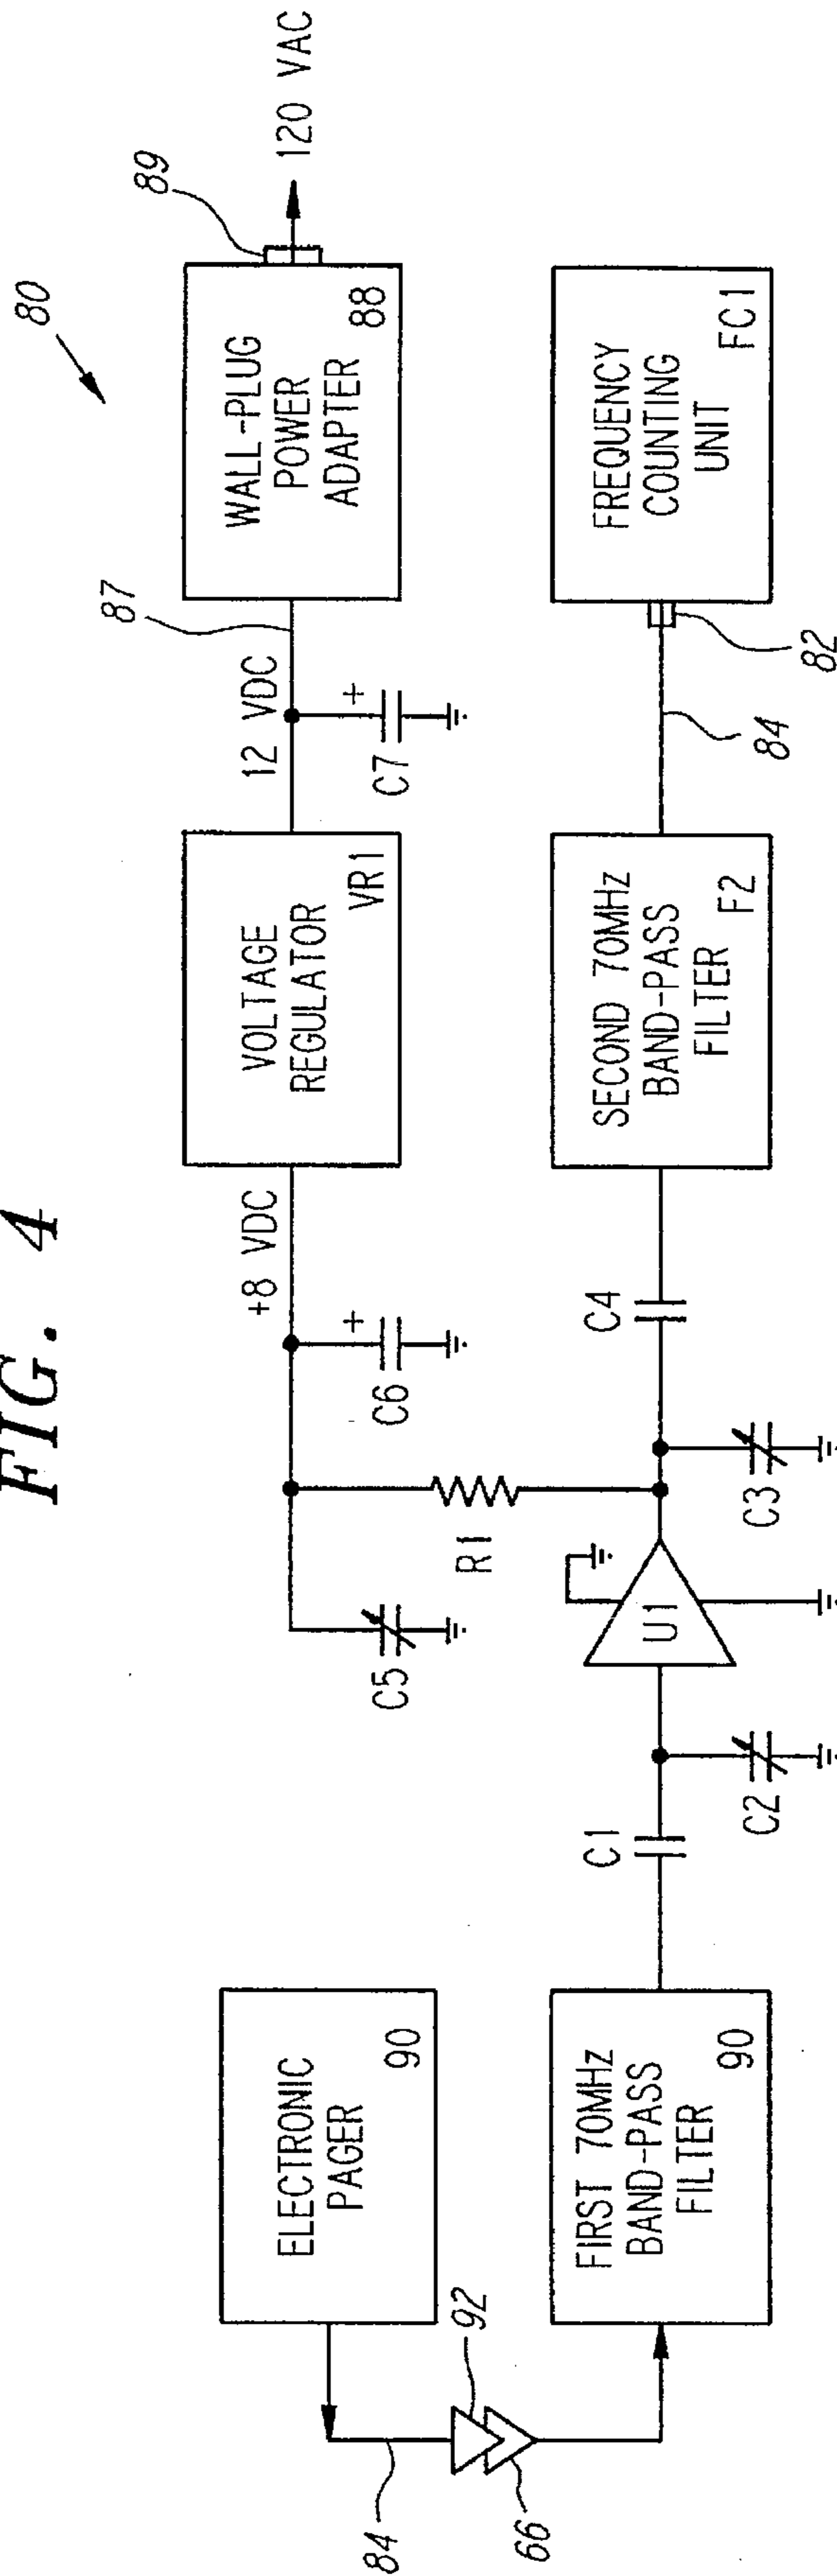 FIG. 4
80
ELECTRONIC
PAGER
90
84
92
66
FIRST 70MHz
BAND-PASS
FILTER
90
C1
C2
U1
C3
C4
R1
C5
C6
+
+8 VDC
VOLTAGE
REGULATOR
VR1
12 VDC
C7
+
87
WALL-PLUG
POWER
ADAPTER
88
89
120 VAC
SECOND 70MHz
BAND-PASS
FILTER
F2
84
82
FREQUENCY
COUNTING
UNIT
FC1